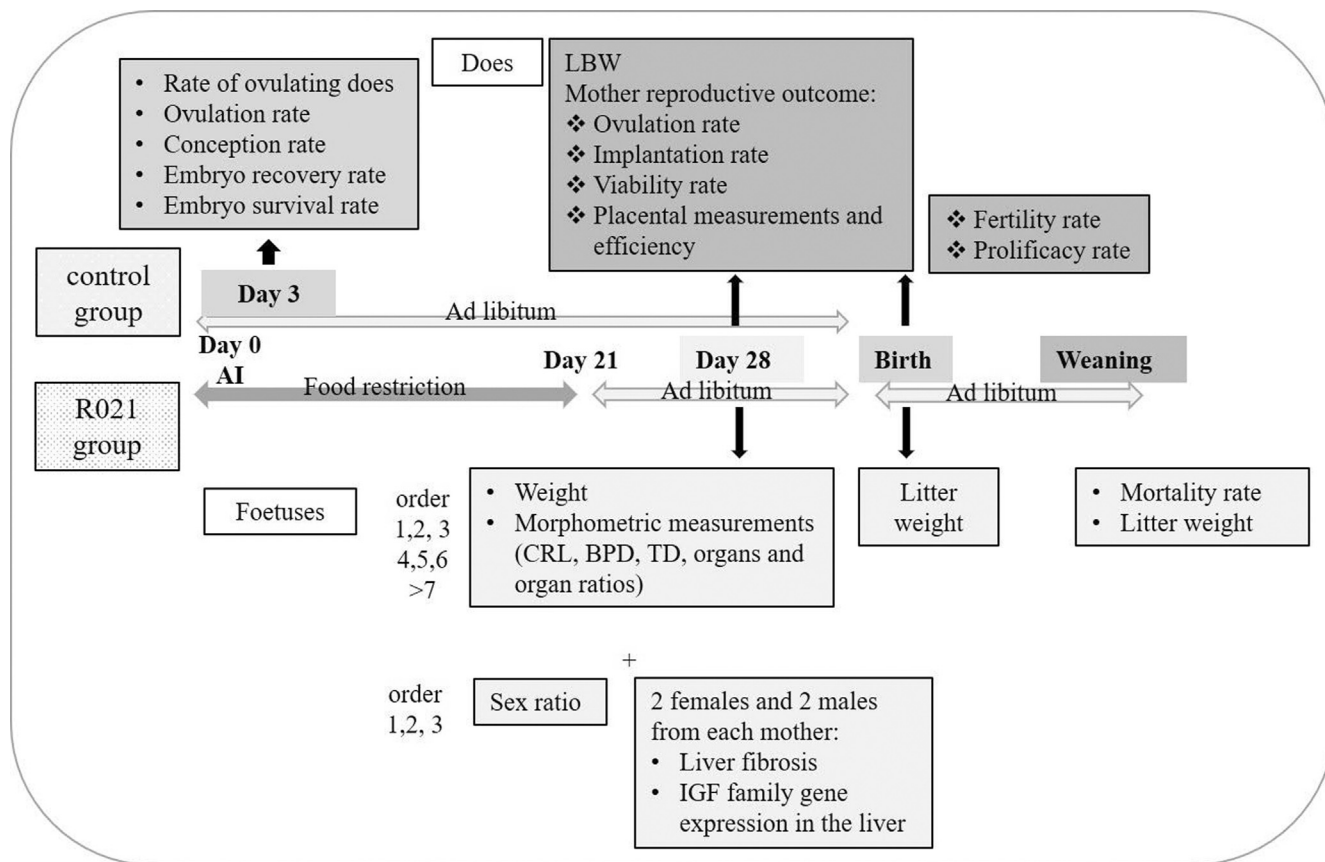 Does
• Rate of ovulating does
• Ovulation rate
• Conception rate
• Embryo recovery rate
• Embryo survival rate
LBW
Mother reproductive outcome:
❖ Ovulation rate
❖ Implantation rate
❖ Viability rate
❖ Placental measurements and
efficiency
❖ Fertility rate
❖ Prolificacy rate
control
group
Day 3
Ad libitum
Day 0
AI
Day 21
Day 28
Birth
Weaning
R021
group
Food restriction
Ad libitum
Ad libitum
Foetuses
order
1,2, 3
4,5,6
>7
• Weight
• Morphometric measurements
(CRL, BPD, TD, organs and
organ ratios)
Litter
weight
• Mortality rate
• Litter weight
order
1,2, 3
Sex ratio
+
2 females and 2 males
from each mother:
• Liver fibrosis
• IGF family gene
expression in the liver